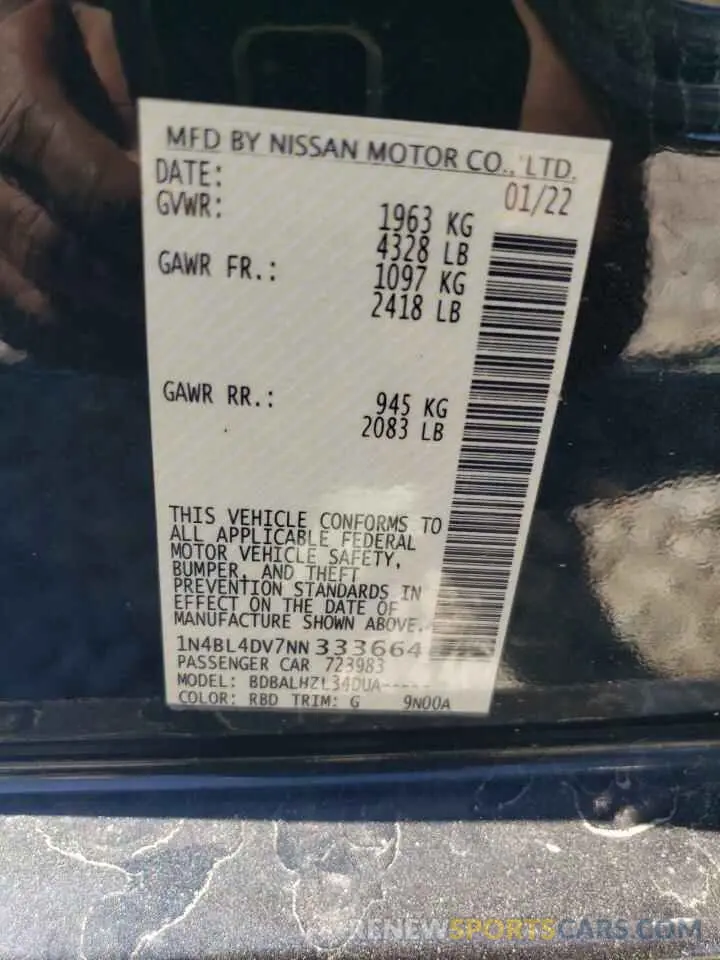 MFD BY NISSAN MOTOR CO., LTD.
DATE: 01/22
GVWR: 1963 KG
4328 LB
GAWR FR.: 1097 KG
2418 LB
GAWR RR.: 945 KG
2083 LB
THIS VEHICLE CONFORMS TO
ALL APPLICABLE FEDERAL
MOTOR VEHICLE SAFETY,
BUMPER, AND THEFT
PREVENTION STANDARDS IN
EFFECT ON THE DATE OF
MANUFACTURE SHOWN ABOVE.
1N4BL4DV7NN333664
PASSENGER CAR 723983
MODEL: BDBALHZL34DUA-----
COLOR: RBD TRIM: G 9N00A
RENEWSPORTSCARS.COM